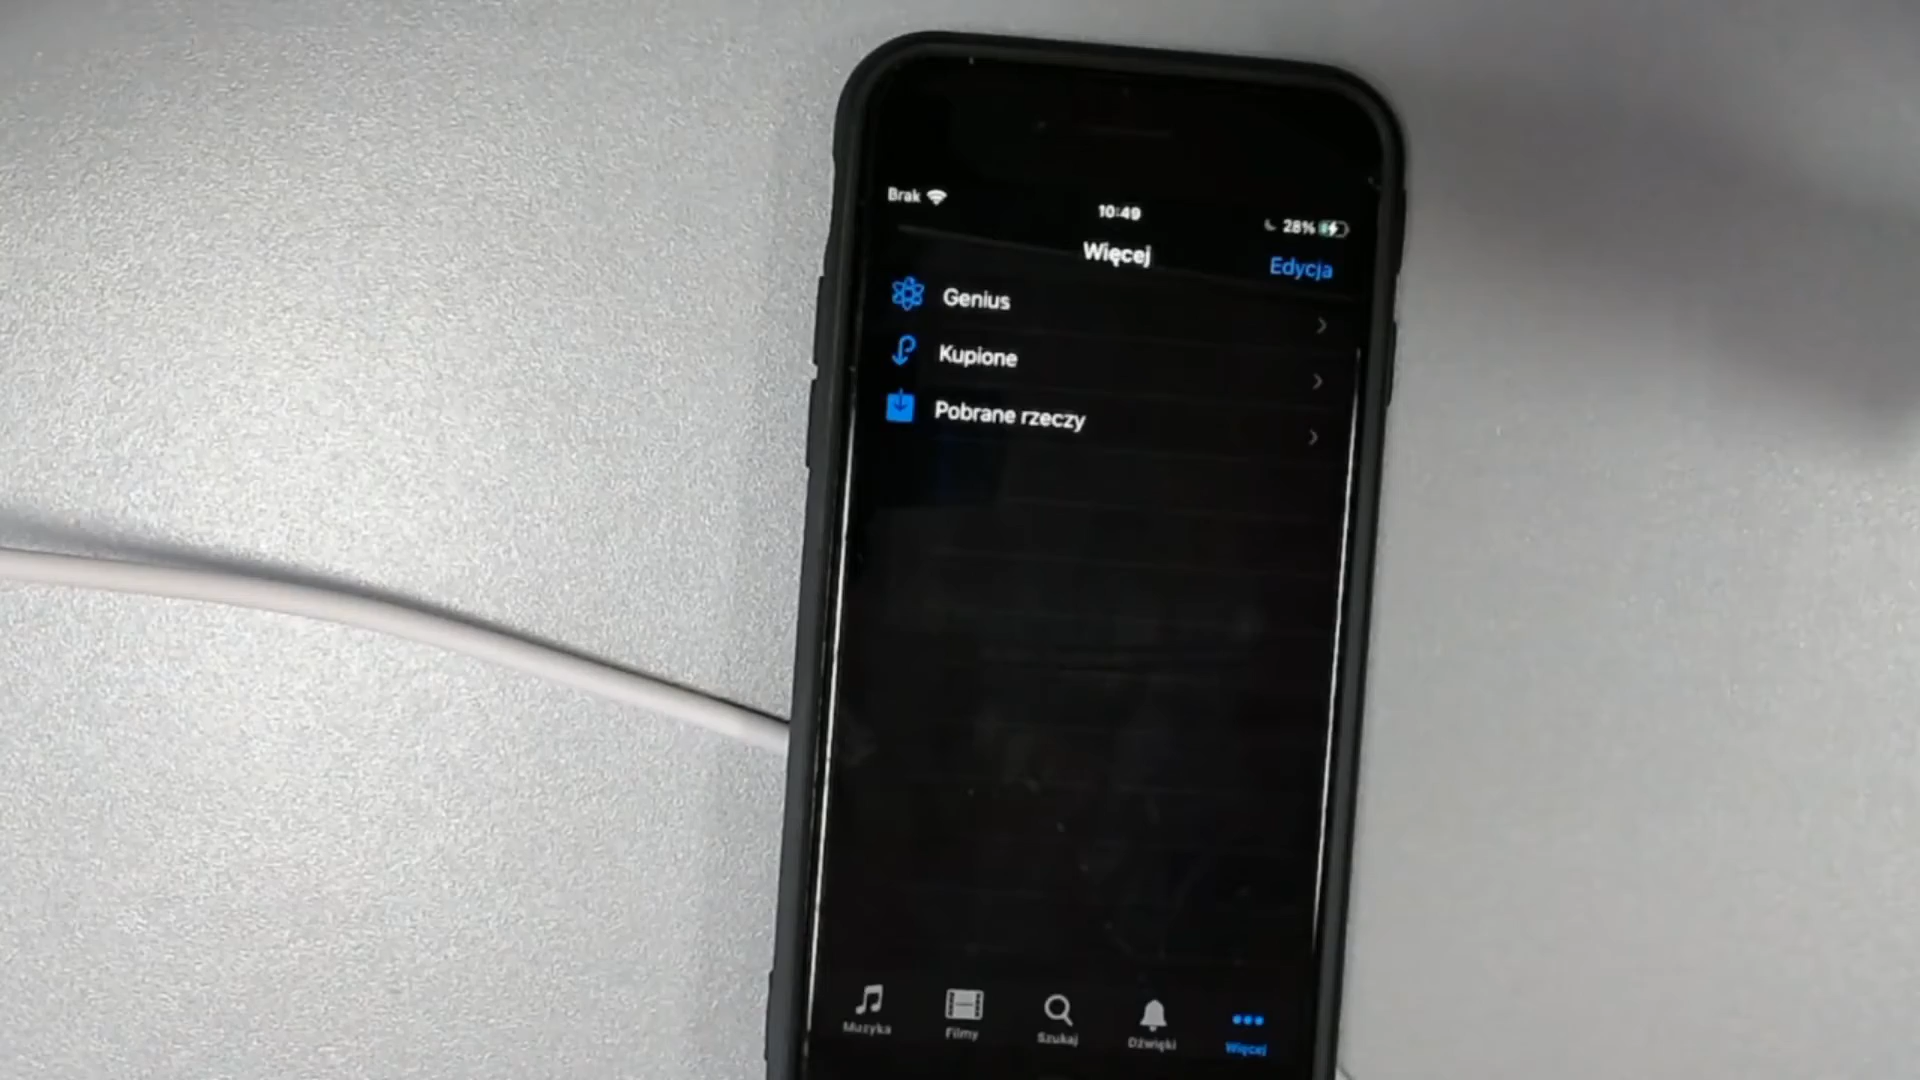 Brak
10:49
28%
Więcej
Edycja
Genius
Kupione
Pobrane rzeczy
Muzyka
Filmy
Szukaj
Dźwięki
Więcej